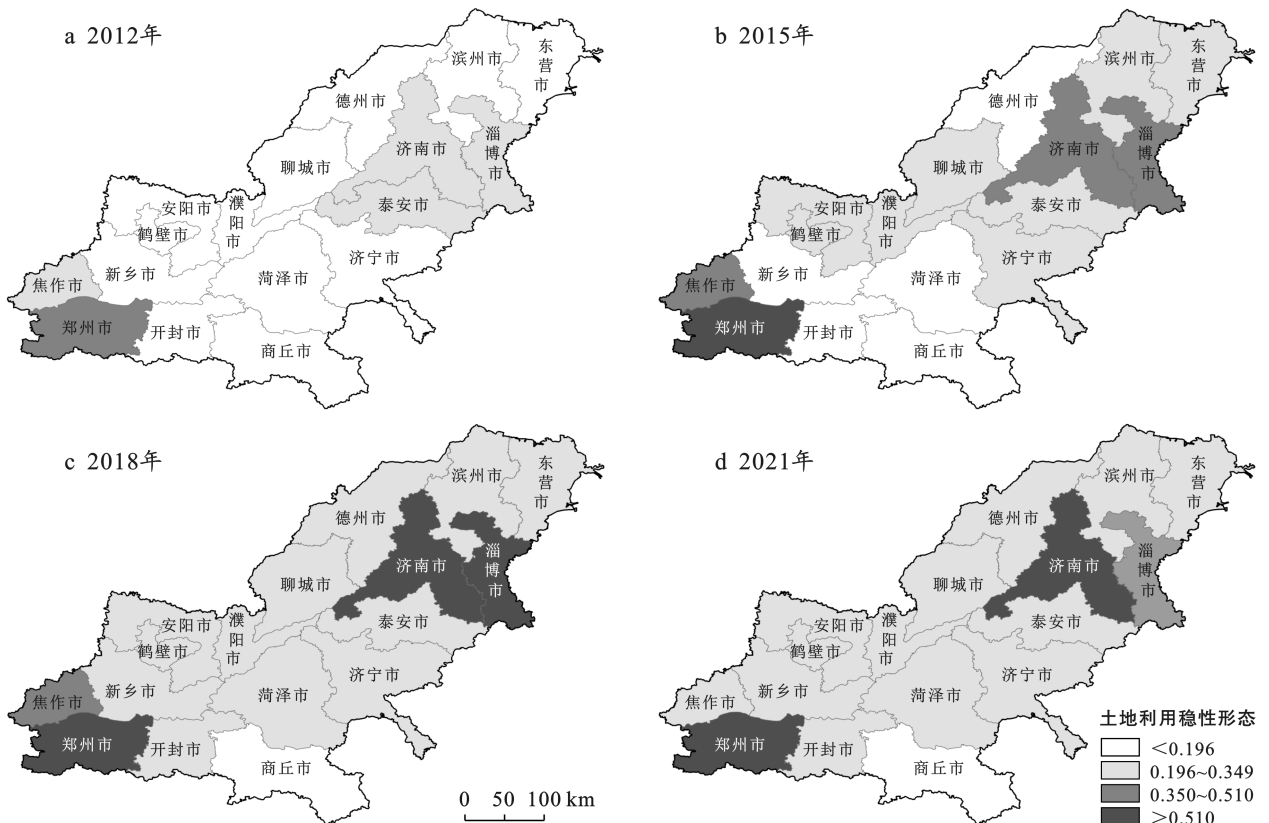 a 2012年
滨州市
东营市
德州市
济南市
淄博市
聊城市
泰安市
安阳市
濮阳市
鹤壁市
济宁市
新乡市
菏泽市
焦作市
郑州市
开封市
商丘市
b 2015年
滨州市
东营市
德州市
济南市
淄博市
聊城市
泰安市
安阳市
濮阳市
鹤壁市
济宁市
新乡市
菏泽市
焦作市
郑州市
开封市
商丘市
c 2018年
滨州市
东营市
德州市
济南市
淄博市
聊城市
泰安市
安阳市
濮阳市
鹤壁市
济宁市
新乡市
菏泽市
焦作市
郑州市
开封市
商丘市
0 50 100 km
d 2021年
滨州市
东营市
德州市
济南市
淄博市
聊城市
泰安市
安阳市
濮阳市
鹤壁市
济宁市
新乡市
菏泽市
焦作市
郑州市
开封市
商丘市
土地利用稳性形态
<0.196
0.196~0.349
0.350~0.510
>0.510